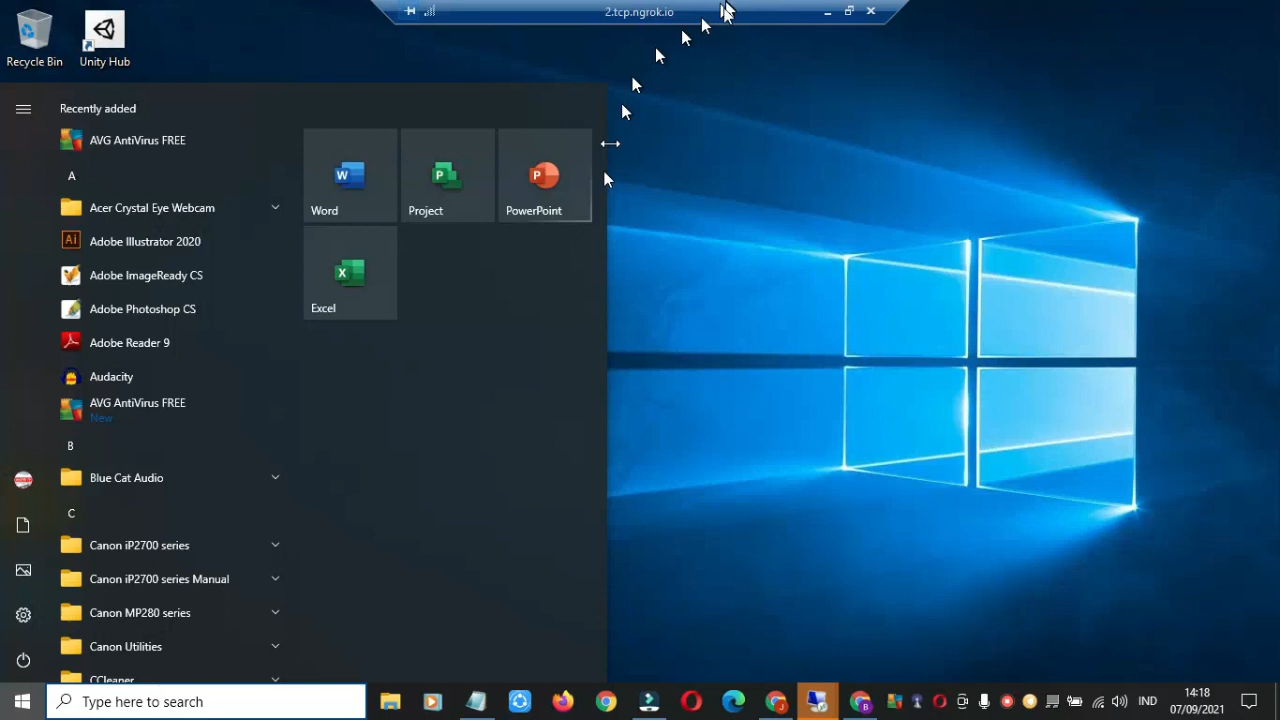 2.tcp.ngrok.io
Recycle Bin
Unity Hub
Recently added
AVG AntiVirus FREE
A
Acer Crystal Eye Webcam
Adobe Illustrator 2020
Adobe ImageReady CS
Adobe Photoshop CS
Adobe Reader 9
Audacity
AVG AntiVirus FREE
New
B
Blue Cat Audio
C
Canon iP2700 series
Canon iP2700 series Manual
Canon MP280 series
Canon Utilities
CCleaner
Word
Project
PowerPoint
Excel
Type here to search
IND
14:18
07/09/2021